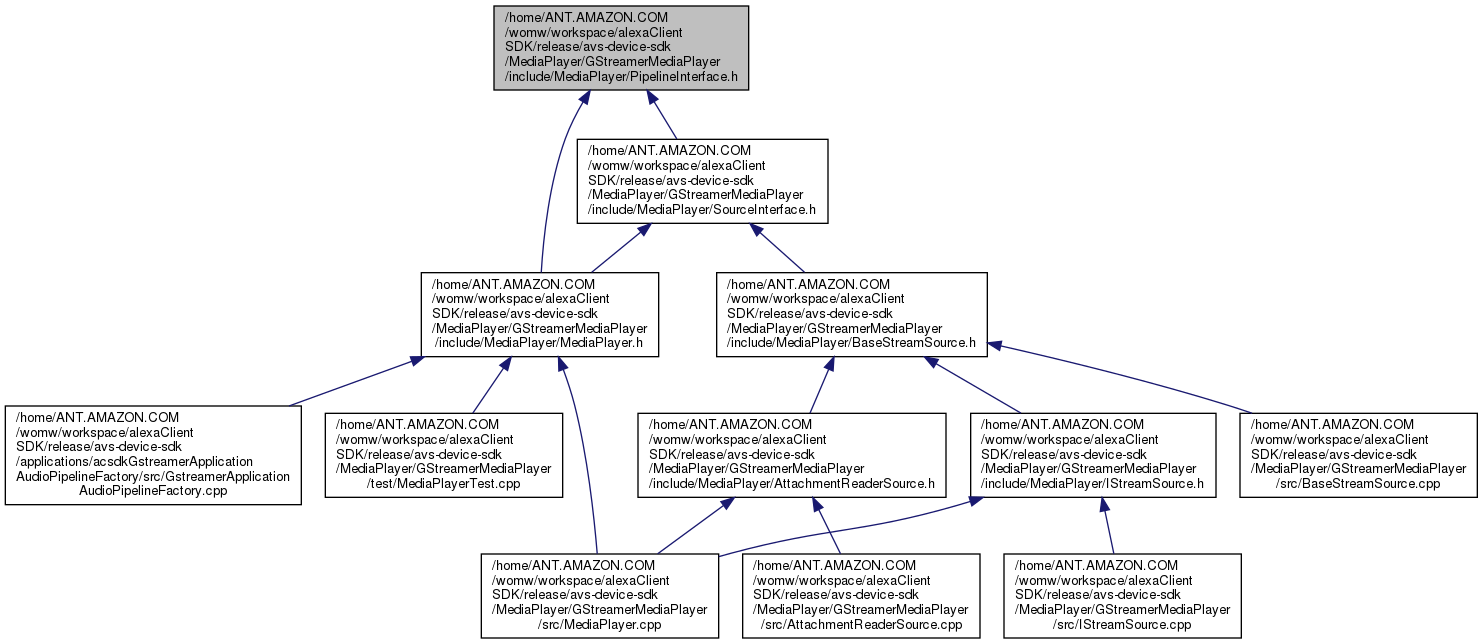 /home/ANT.AMAZON.COM
/womw/workspace/alexaClient
SDK/release/avs-device-sdk
/MediaPlayer/GStreamerMediaPlayer
/include/MediaPlayer/PipelineInterface.h
/home/ANT.AMAZON.COM
/womw/workspace/alexaClient
SDK/release/avs-device-sdk
/MediaPlayer/GStreamerMediaPlayer
/include/MediaPlayer/SourceInterface.h
/home/ANT.AMAZON.COM
/womw/workspace/alexaClient
SDK/release/avs-device-sdk
/MediaPlayer/GStreamerMediaPlayer
/include/MediaPlayer/MediaPlayer.h
/home/ANT.AMAZON.COM
/womw/workspace/alexaClient
SDK/release/avs-device-sdk
/MediaPlayer/GStreamerMediaPlayer
/include/MediaPlayer/BaseStreamSource.h
/home/ANT.AMAZON.COM
/womw/workspace/alexaClient
SDK/release/avs-device-sdk
/applications/acsdkGstreamerApplication
AudioPipelineFactory/src/GstreamerApplication
AudioPipelineFactory.cpp
/home/ANT.AMAZON.COM
/womw/workspace/alexaClient
SDK/release/avs-device-sdk
/MediaPlayer/GStreamerMediaPlayer
/test/MediaPlayerTest.cpp
/home/ANT.AMAZON.COM
/womw/workspace/alexaClient
SDK/release/avs-device-sdk
/MediaPlayer/GStreamerMediaPlayer
/include/MediaPlayer/AttachmentReaderSource.h
/home/ANT.AMAZON.COM
/womw/workspace/alexaClient
SDK/release/avs-device-sdk
/MediaPlayer/GStreamerMediaPlayer
/include/MediaPlayer/IStreamSource.h
/home/ANT.AMAZON.COM
/womw/workspace/alexaClient
SDK/release/avs-device-sdk
/MediaPlayer/GStreamerMediaPlayer
/src/BaseStreamSource.cpp
/home/ANT.AMAZON.COM
/womw/workspace/alexaClient
SDK/release/avs-device-sdk
/MediaPlayer/GStreamerMediaPlayer
/src/MediaPlayer.cpp
/home/ANT.AMAZON.COM
/womw/workspace/alexaClient
SDK/release/avs-device-sdk
/MediaPlayer/GStreamerMediaPlayer
/src/AttachmentReaderSource.cpp
/home/ANT.AMAZON.COM
/womw/workspace/alexaClient
SDK/release/avs-device-sdk
/MediaPlayer/GStreamerMediaPlayer
/src/IStreamSource.cpp